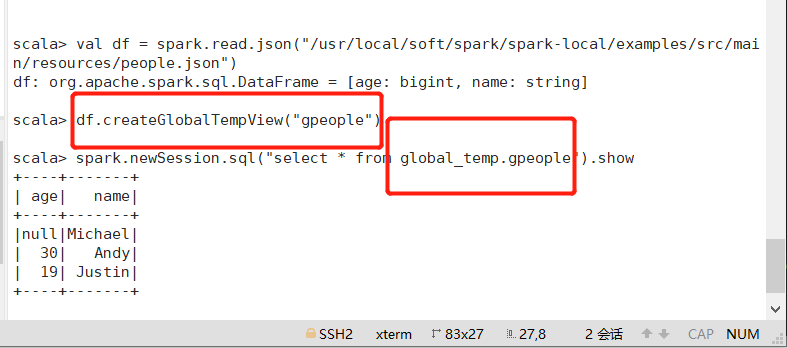 scala> val df = spark.read.json("/usr/local/soft/spark/spark-local/examples/src/mai
n/resources/people.json")
df: org.apache.spark.sql.DataFrame = [age: bigint, name: string]
scala> df.createGlobalTempView("gpeople")
scala> spark.newSession.sql("select * from global_temp.gpeople").show
+----+-------+
| age|   name|
+----+-------+
|null|Michael|
|  30|   Andy|
|  19| Justin|
+----+-------+
SSH2 xterm 83x27 27,8 2 会话 CAP NUM